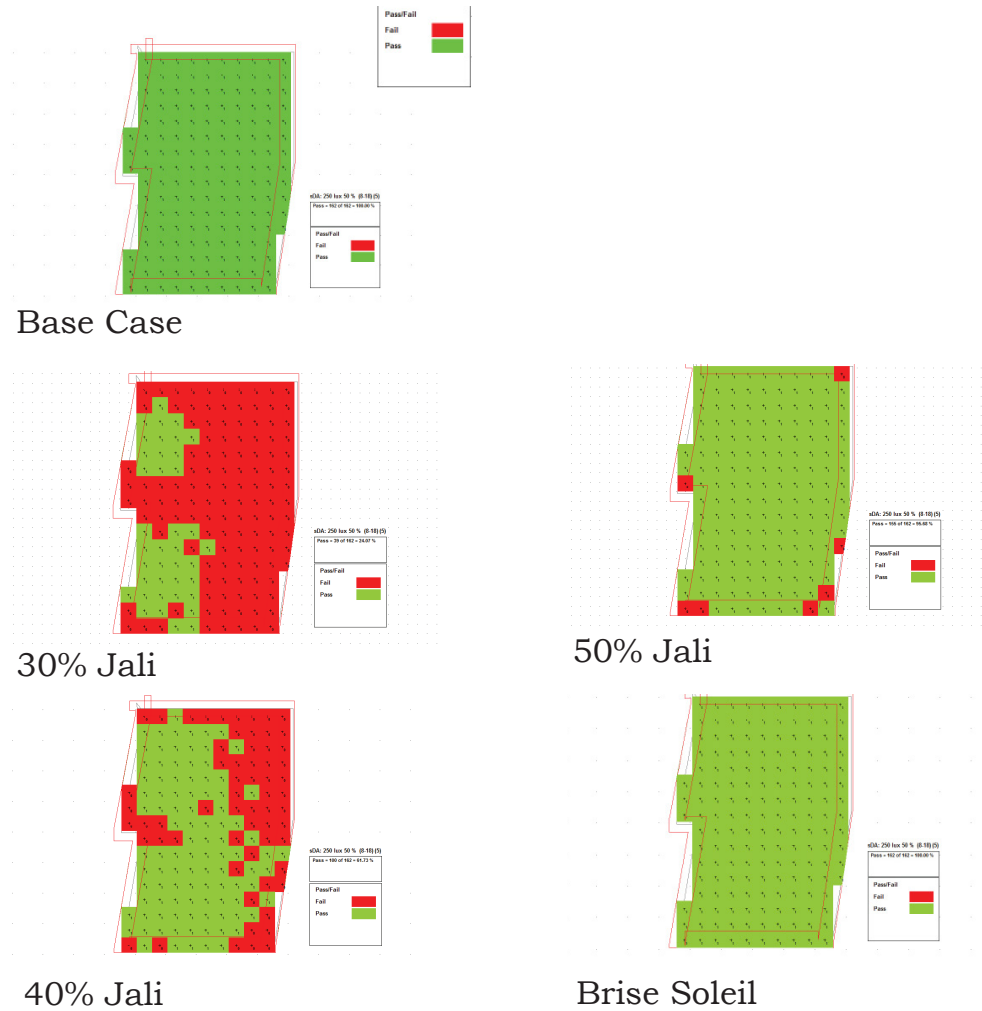 Pass/Fail
Fail
Pass
sDA: 250 lux 50 % (8-18) (5)
Pass = 162 of 162 = 100.00 %
Pass/Fail
Fail
Pass
Base Case
sDA: 250 lux 50 % (8-18) (5)
Pass = 39 of 162 = 24.07 %
Pass/Fail
Fail
Pass
30% Jali
sDA: 250 lux 50 % (8-18) (5)
Pass = 155 of 162 = 95.68 %
Pass/Fail
Fail
Pass
50% Jali
sDA: 250 lux 50 % (8-18) (5)
Pass = 100 of 162 = 61.73 %
Pass/Fail
Fail
Pass
40% Jali
sDA: 250 lux 50 % (8-18) (5)
Pass = 162 of 162 = 100.00 %
Pass/Fail
Fail
Pass
Brise Soleil